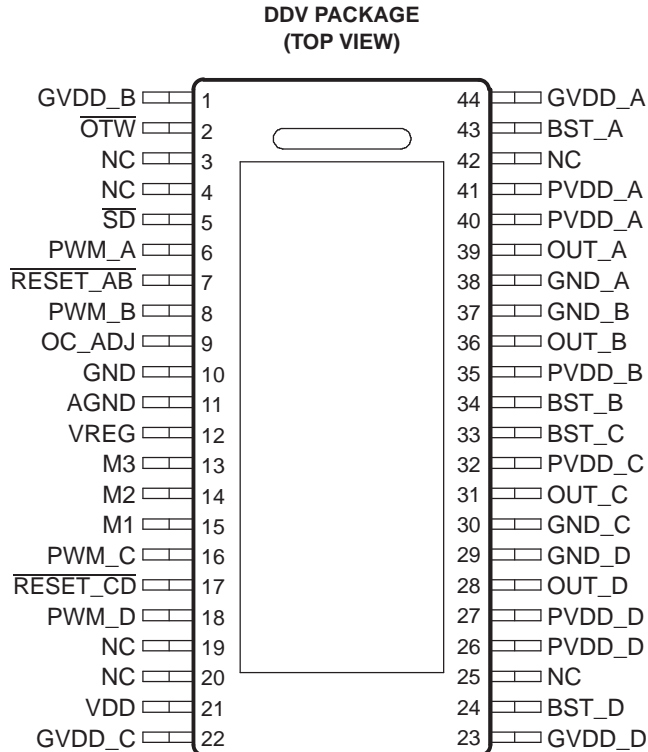 DDV PACKAGE
(TOP VIEW)
GVDD_B 1 44 GVDD_A
OTW 2 43 BST_A
NC 3 42 NC
NC 4 41 PVDD_A
SD 5 40 PVDD_A
PWM_A 6 39 OUT_A
RESET_AB 7 38 GND_A
PWM_B 8 37 GND_B
OC_ADJ 9 36 OUT_B
GND 10 35 PVDD_B
AGND 11 34 BST_B
VREG 12 33 BST_C
M3 13 32 PVDD_C
M2 14 31 OUT_C
M1 15 30 GND_C
PWM_C 16 29 GND_D
RESET_CD 17 28 OUT_D
PWM_D 18 27 PVDD_D
NC 19 26 PVDD_D
NC 20 25 NC
VDD 21 24 BST_D
GVDD_C 22 23 GVDD_D